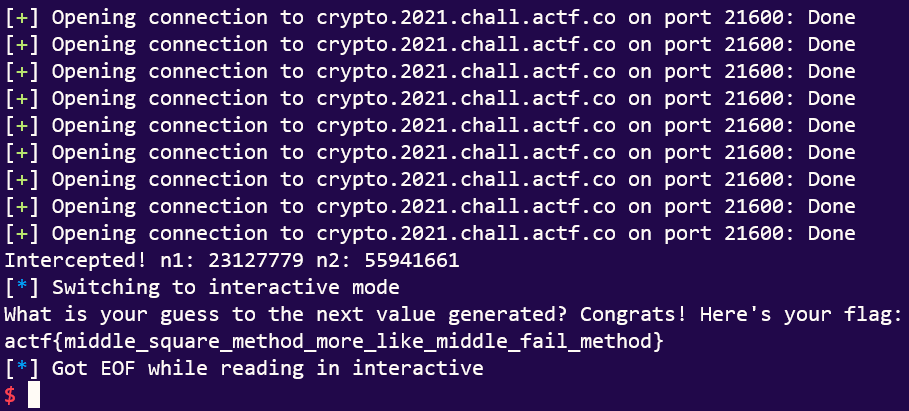 [+] Opening connection to crypto.2021.chall.actf.co on port 21600: Done
[+] Opening connection to crypto.2021.chall.actf.co on port 21600: Done
[+] Opening connection to crypto.2021.chall.actf.co on port 21600: Done
[+] Opening connection to crypto.2021.chall.actf.co on port 21600: Done
[+] Opening connection to crypto.2021.chall.actf.co on port 21600: Done
[+] Opening connection to crypto.2021.chall.actf.co on port 21600: Done
[+] Opening connection to crypto.2021.chall.actf.co on port 21600: Done
[+] Opening connection to crypto.2021.chall.actf.co on port 21600: Done
[+] Opening connection to crypto.2021.chall.actf.co on port 21600: Done
Intercepted! n1: 23127779 n2: 55941661
[*] Switching to interactive mode
What is your guess to the next value generated? Congrats! Here's your flag:
actf{middle_square_method_more_like_middle_fail_method}
[*] Got EOF while reading in interactive
$